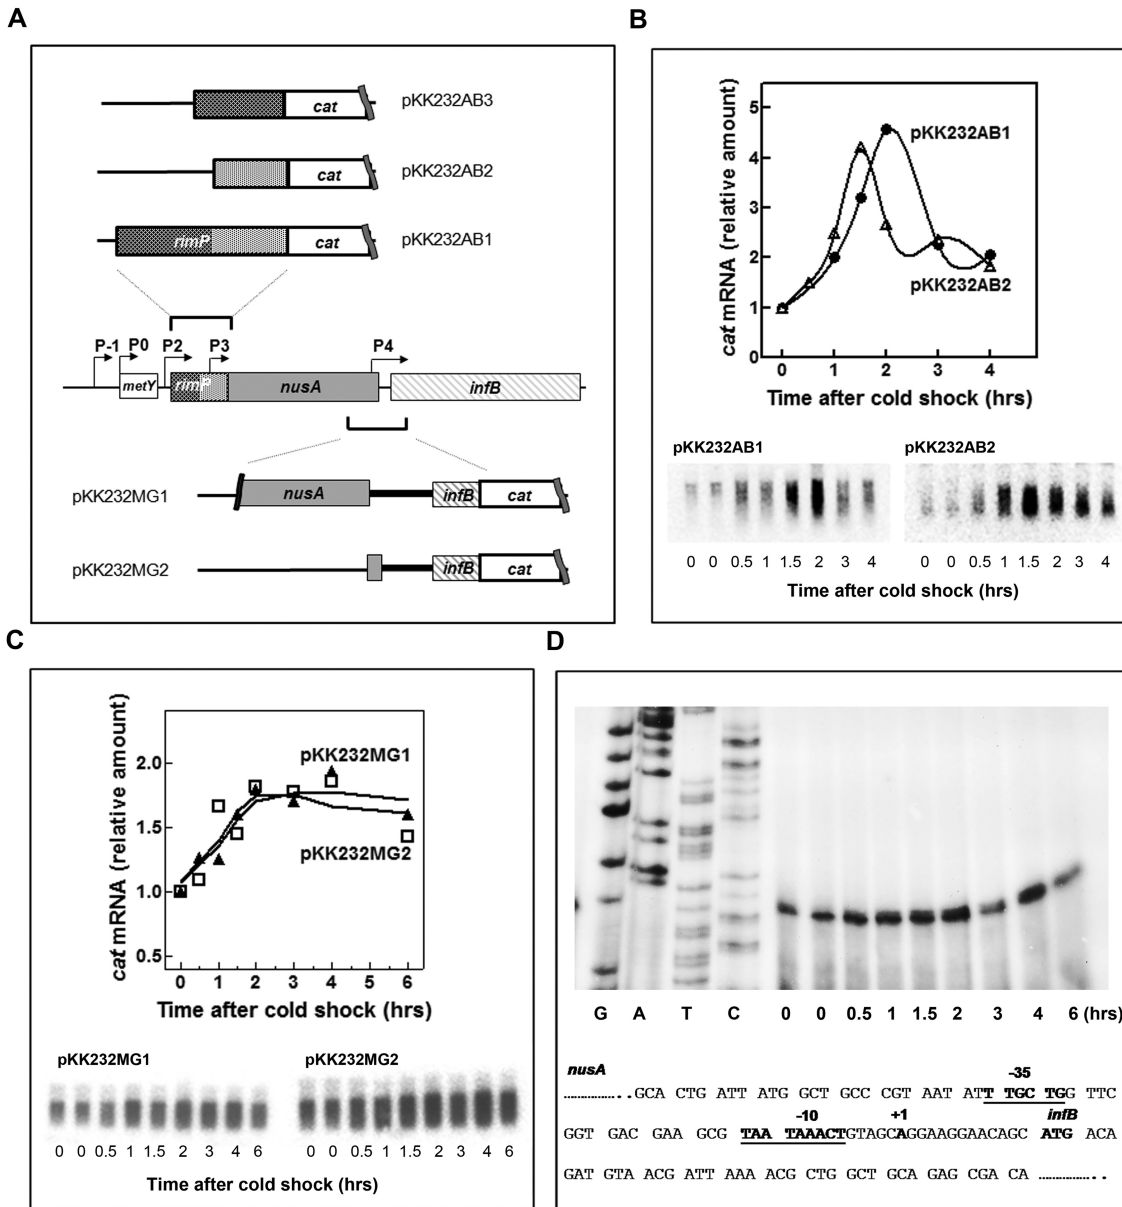 A
cat pKK232AB3
cat pKK232AB2
rimP cat pKK232AB1
P-1 P0 P2 P3 P4
metY rimP nusA infB
pKK232MG1 nusA infB cat
pKK232MG2 infB cat
B
cat mRNA (relative amount)
5
4
3
2
1
0
pKK232AB1
pKK232AB2
0 1 2 3 4
Time after cold shock (hrs)
pKK232AB1 pKK232AB2
0 0 0.5 1 1.5 2 3 4 0 0 0.5 1 1.5 2 3 4
Time after cold shock (hrs)
C
cat mRNA (relative amount)
2.0
1.5
1.0
0.5
pKK232MG1
pKK232MG2
0 1 2 3 4 6
Time after cold shock (hrs)
pKK232MG1 pKK232MG2
0 0 0.5 1 1.5 2 3 4 6 0 0 0.5 1 1.5 2 3 4 6
Time after cold shock (hrs)
D
G A T C 0 0 0.5 1 1.5 2 3 4 6 (hrs)
nusA -35
................GCA CTG ATT ATG GCT GCC CGT AAT ATT TGC TGG TTC
-10 +1 infB
GGT GAC GAA GCG TAA TAAACTGTAGCAGGAAGGAACAGC ATG ACA
GAT GTA ACG ATT AAA ACG CTG GCT GCA GAG CGA CA ................